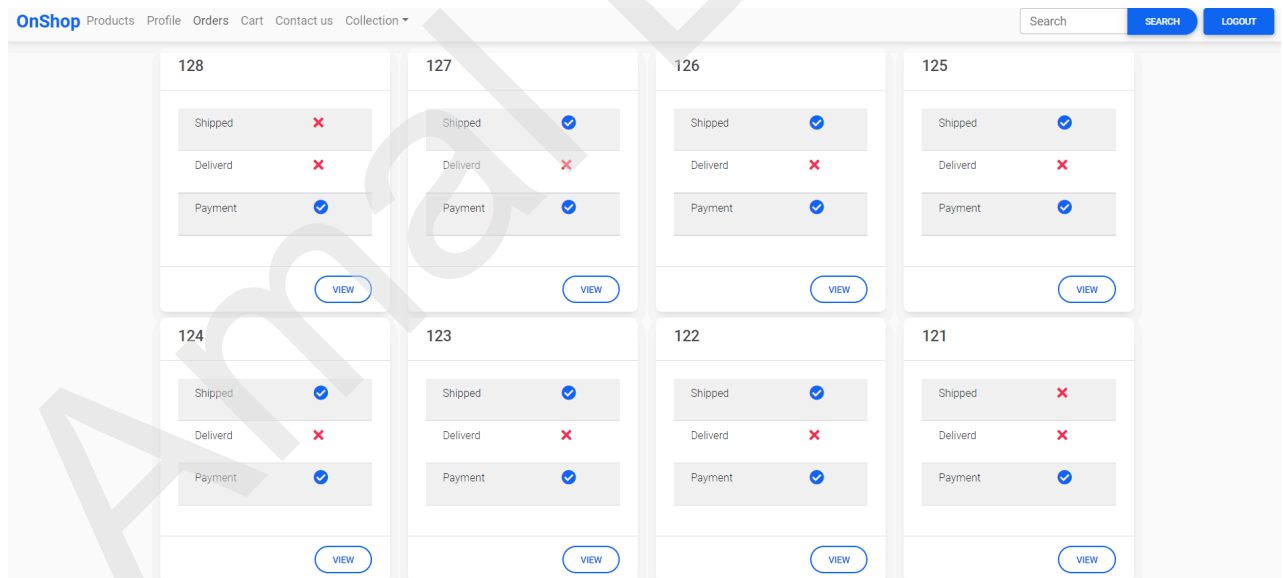 OnShop Products Profile Orders Cart Contact us Collection Search SEARCH LOGOUT
128 127 126 125
Shipped Shipped Shipped Shipped
Deliverd Deliverd Deliverd Deliverd
Payment Payment Payment Payment
VIEW VIEW VIEW VIEW
124 123 122 121
Shipped Shipped Shipped Shipped
Deliverd Deliverd Deliverd Deliverd
Payment Payment Payment Payment
VIEW VIEW VIEW VIEW
Amal